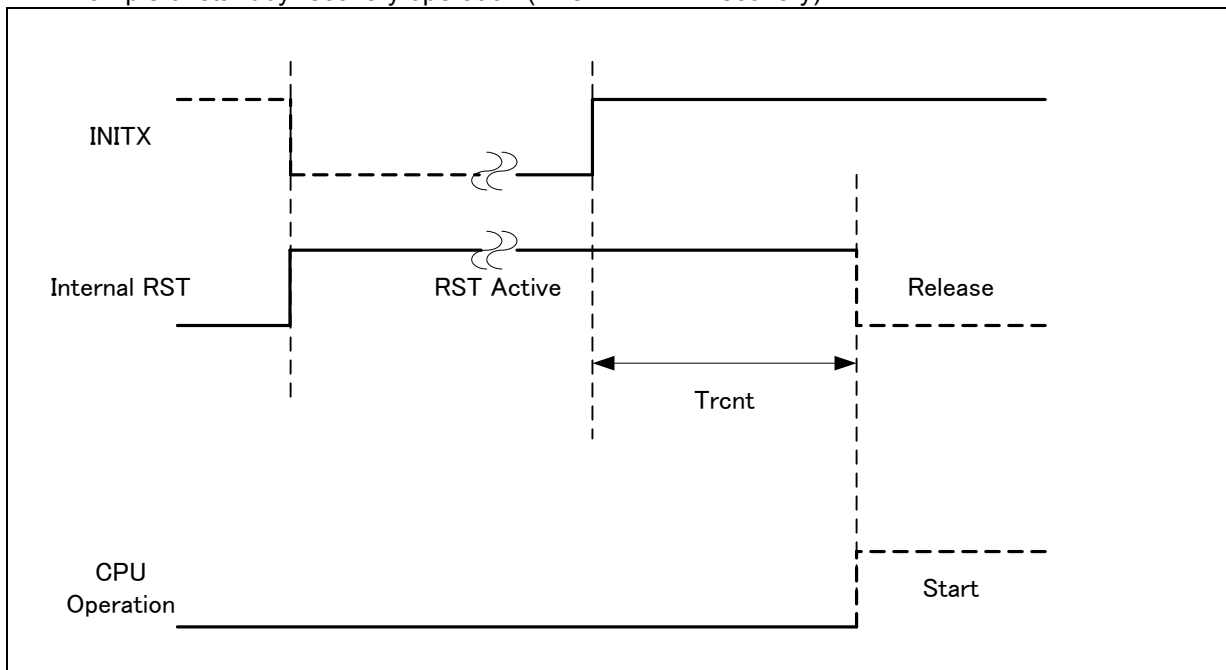 INITX
Internal RST
RST Active
Release
Trcnt
CPU
Operation
Start